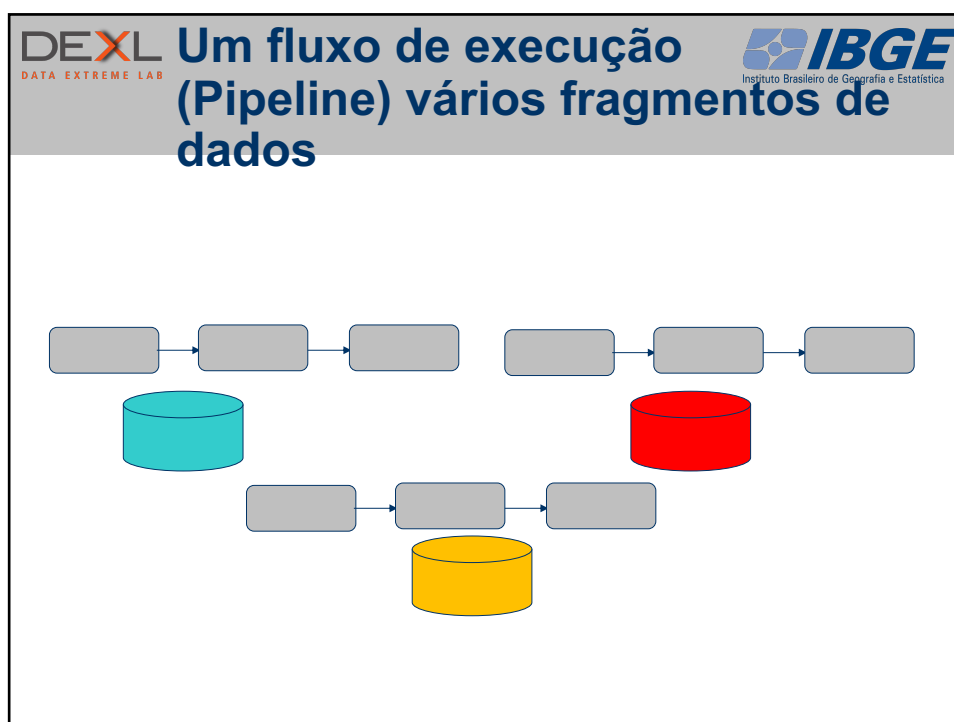 DEXL
DATA EXTREME LAB
Um fluxo de execução
(Pipeline) vários fragmentos de
dados
IBGE
Instituto Brasileiro de Geografia e Estatística